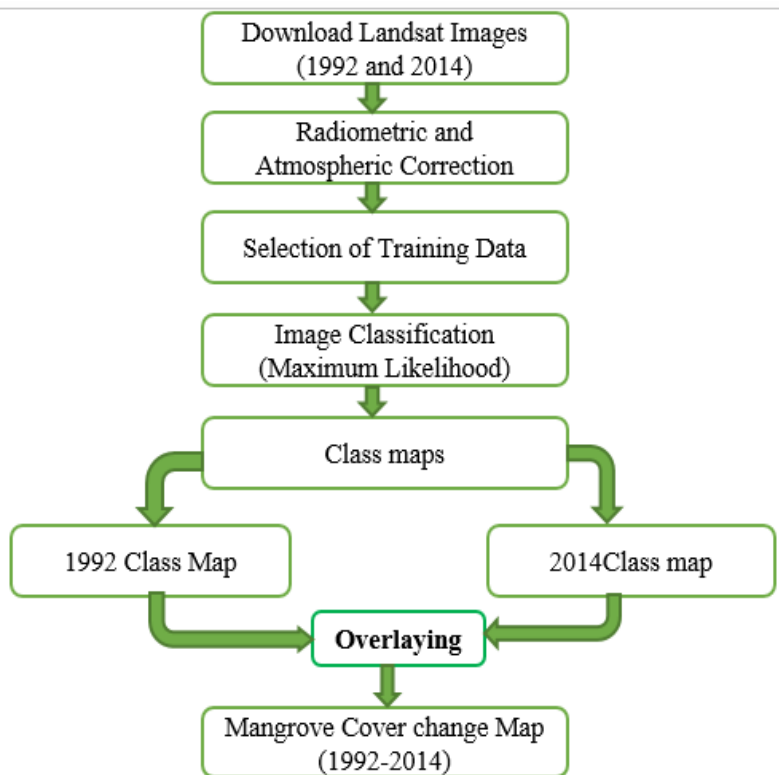 Download Landsat Images
(1992 and 2014)
Radiometric and
Atmospheric Correction
Selection of Training Data
Image Classification
(Maximum Likelihood)
Class maps
1992 Class Map
2014Class map
Overlaying
Mangrove Cover change Map
(1992-2014)